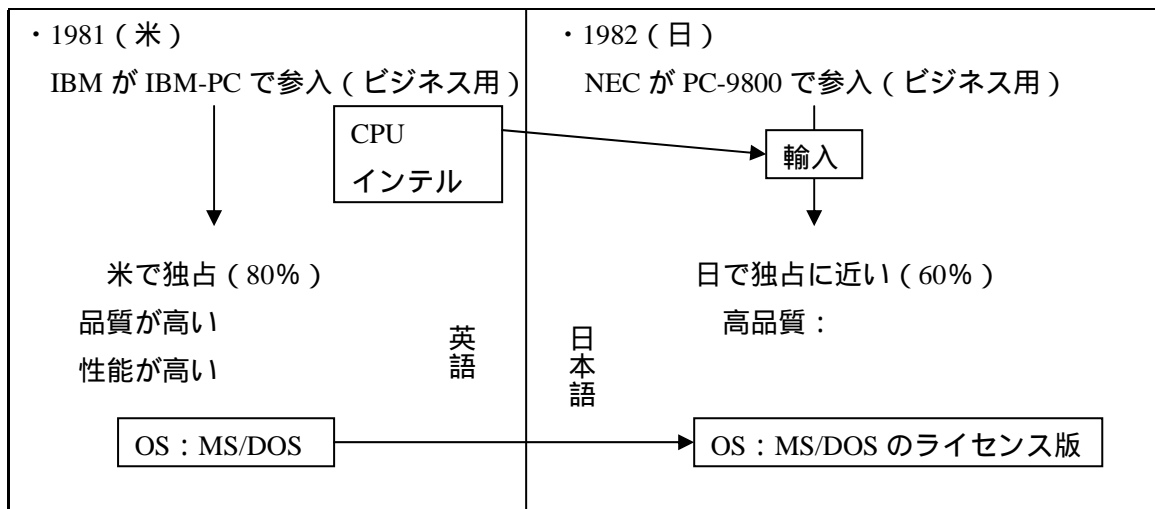 ・1981(米)
IBM が IBM-PC で参入(ビジネス用)
CPU
インテル
米で独占(80%)
品質が高い
性能が高い
英語
OS:MS/DOS
・1982(日)
NEC が PC-9800 で参入(ビジネス用)
輸入
日で独占に近い(60%)
高品質:
日本語
OS:MS/DOS のライセンス版